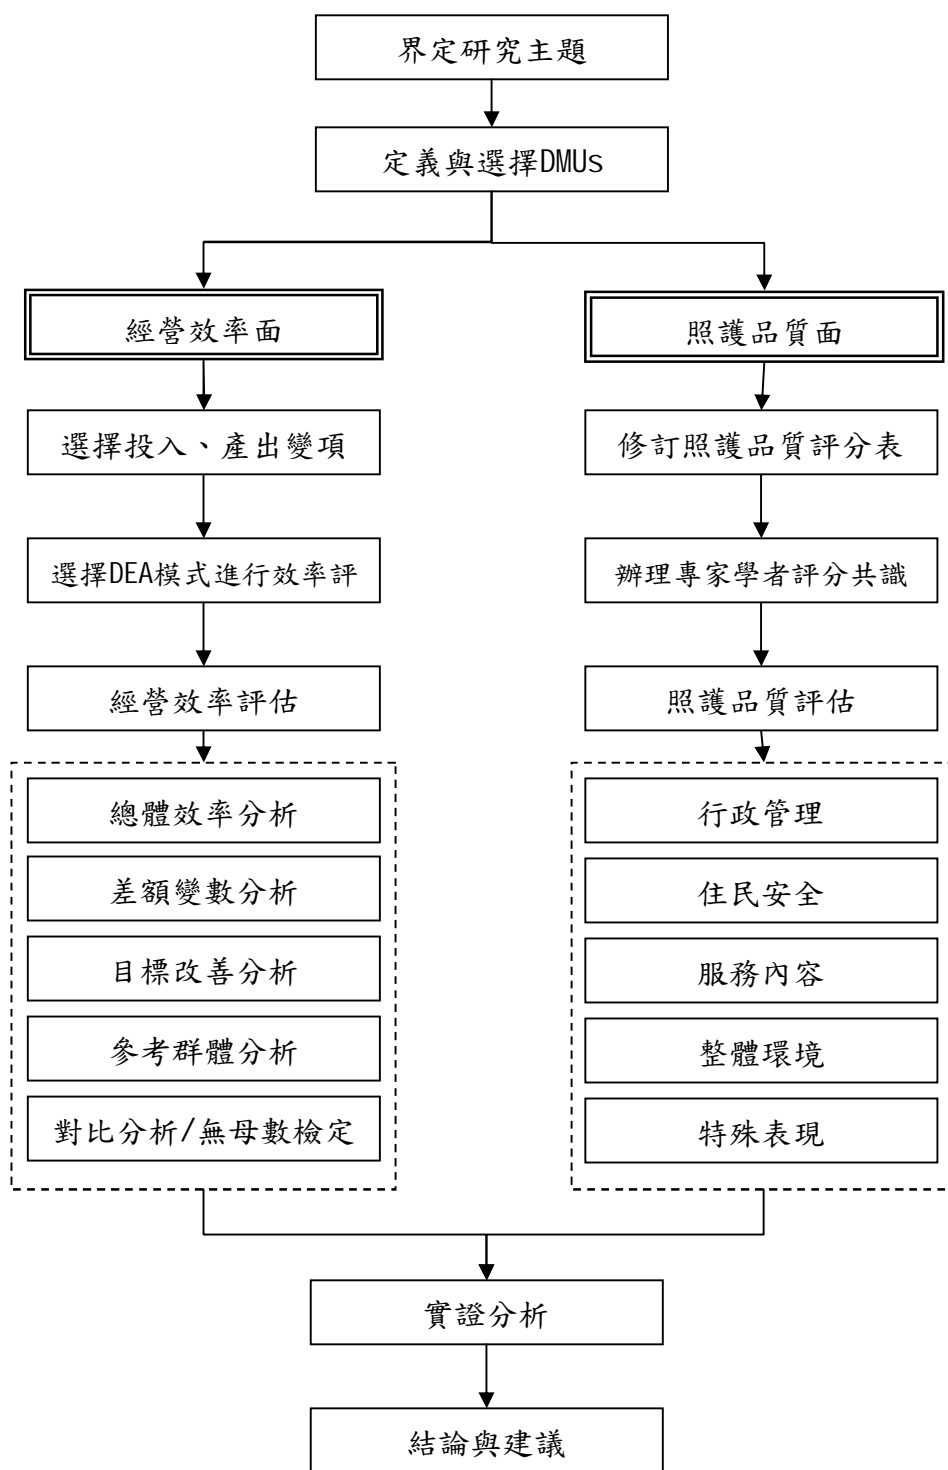 界定研究主題
定義與選擇DMUs
經營效率面
選擇投入、產出變項
選擇DEA模式進行效率評
經營效率評估
總體效率分析
差額變數分析
目標改善分析
參考群體分析
對比分析/無母數檢定
照護品質面
修訂照護品質評分表
辦理專家學者評分共識
照護品質評估
行政管理
住民安全
服務內容
整體環境
特殊表現
實證分析
結論與建議